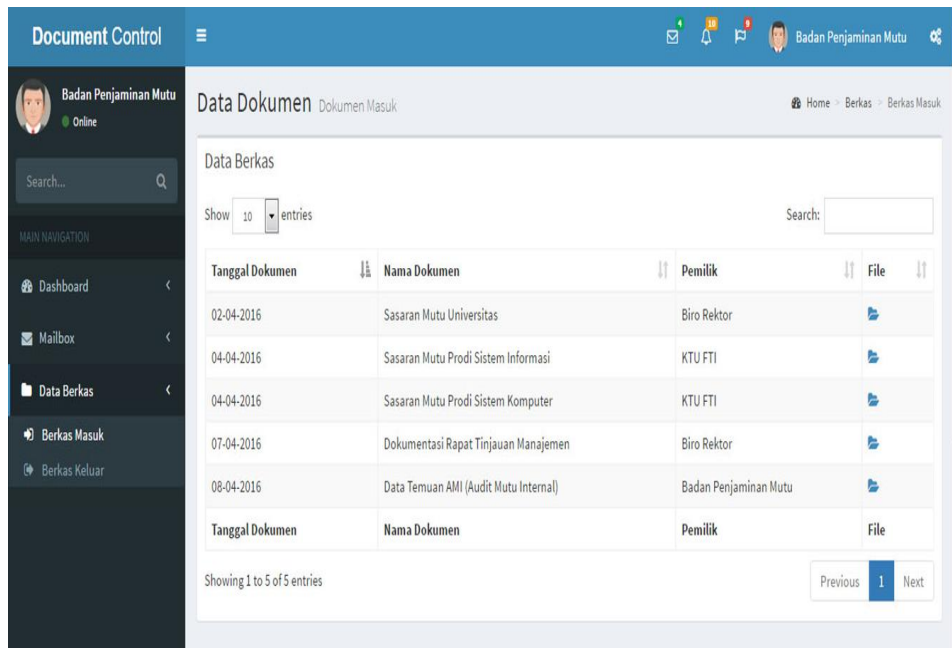 Document Control
4 10 9 Badan Penjaminan Mutu
Badan Penjaminan Mutu
Online
Search...
MAIN NAVIGATION
Dashboard
Mailbox
Data Berkas
Berkas Masuk
Berkas Keluar
Data Dokumen Dokumen Masuk
Home > Berkas > Berkas Masuk
Data Berkas
Show 10 entries
Search:
Tanggal Dokumen Nama Dokumen Pemilik File
02-04-2016 Sasaran Mutu Universitas Biro Rektor
04-04-2016 Sasaran Mutu Prodi Sistem Informasi KTU FTI
04-04-2016 Sasaran Mutu Prodi Sistem Komputer KTU FTI
07-04-2016 Dokumentasi Rapat Tinjauan Manajemen Biro Rektor
08-04-2016 Data Temuan AMI (Audit Mutu Internal) Badan Penjaminan Mutu
Tanggal Dokumen Nama Dokumen Pemilik File
Showing 1 to 5 of 5 entries
Previous 1 Next